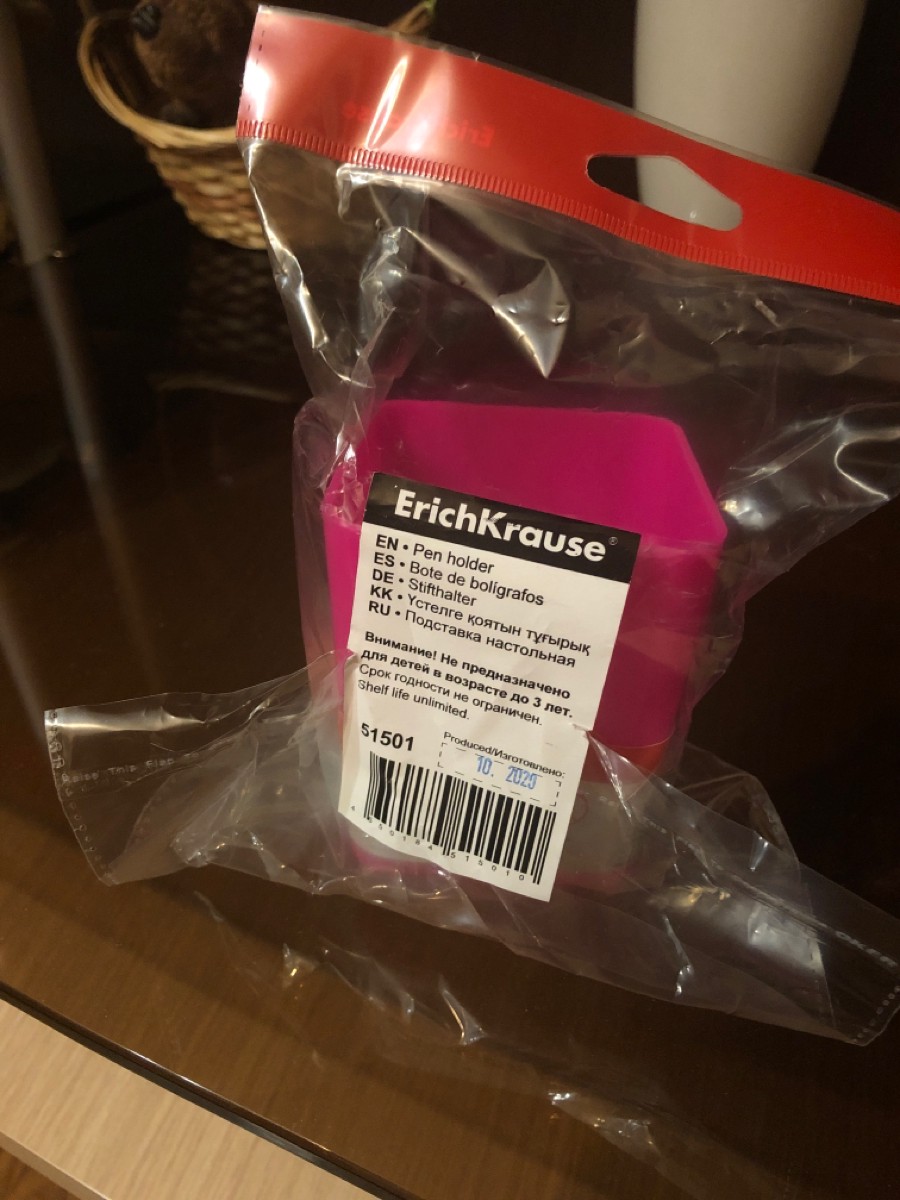 ErichKrause®
EN • Pen holder
ES • Bote de bolígrafos
DE • Stifthalter
KK • Үстелге қоятын тұғырық
RU • Подставка настольная
Внимание! Не предназначено
для детей в возрасте до 3 лет.
Срок годности не ограничен.
Shelf life unlimited.
51501
Produced/Изготовлено:
10. 2020